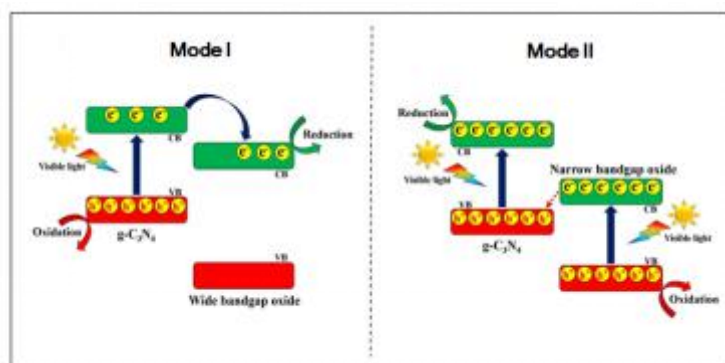 Mode I
e⁻ e⁻ e⁻
CB
e⁻ e⁻ e⁻
Reduction
CB
Visible light
VB
h⁺ h⁺ h⁺ h⁺ h⁺ h⁺
Oxidation
g-C₃N₄
VB
Wide bandgap oxide
Mode II
Reduction
e⁻ e⁻ e⁻ e⁻ e⁻ e⁻
CB
Visible light
Narrow bandgap oxide
e⁻ e⁻ e⁻ e⁻ e⁻ e⁻
VB
CB
h⁺ h⁺ h⁺ h⁺ h⁺ h⁺
g-C₃N₄
Visible light
VB
h⁺ h⁺ h⁺ h⁺ h⁺ h⁺
Oxidation